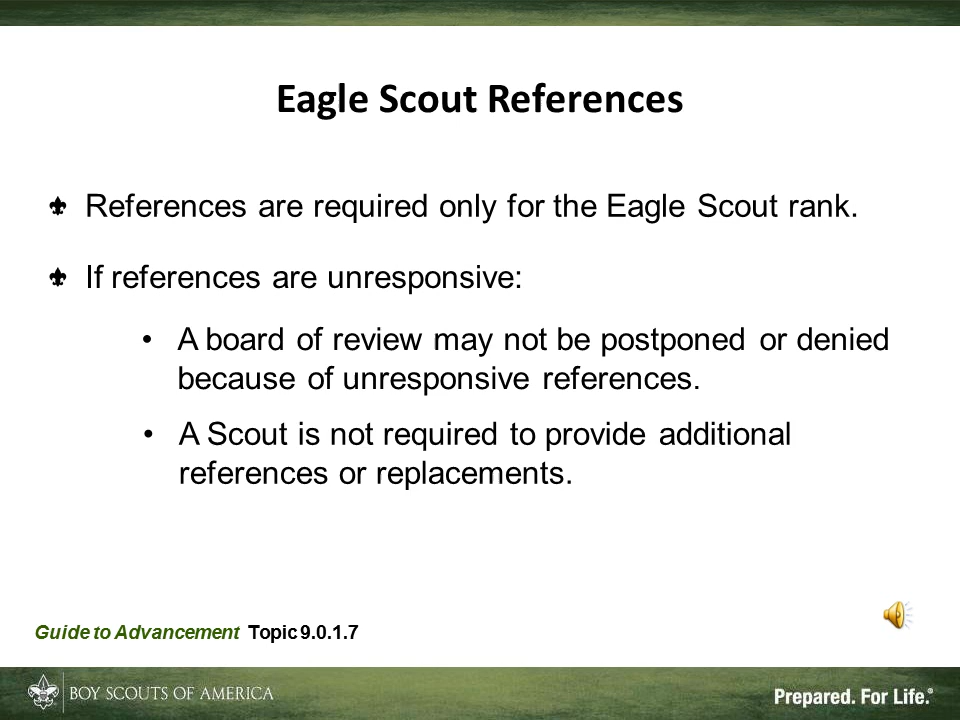 Eagle Scout References
References are required only for the Eagle Scout rank.
If references are unresponsive:
• A board of review may not be postponed or denied
because of unresponsive references.
• A Scout is not required to provide additional
references or replacements.
Guide to Advancement Topic 9.0.1.7
BOY SCOUTS OF AMERICA
Prepared. For Life.®